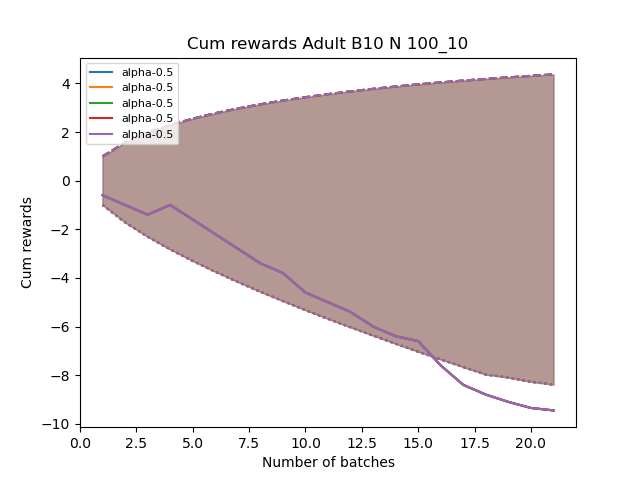 Cum rewards Adult B10 N 100_10
alpha-0.5
alpha-0.5
alpha-0.5
alpha-0.5
alpha-0.5
4
2
0
−2
−4
−6
−8
−10
Cum rewards
0.0 2.5 5.0 7.5 10.0 12.5 15.0 17.5 20.0
Number of batches